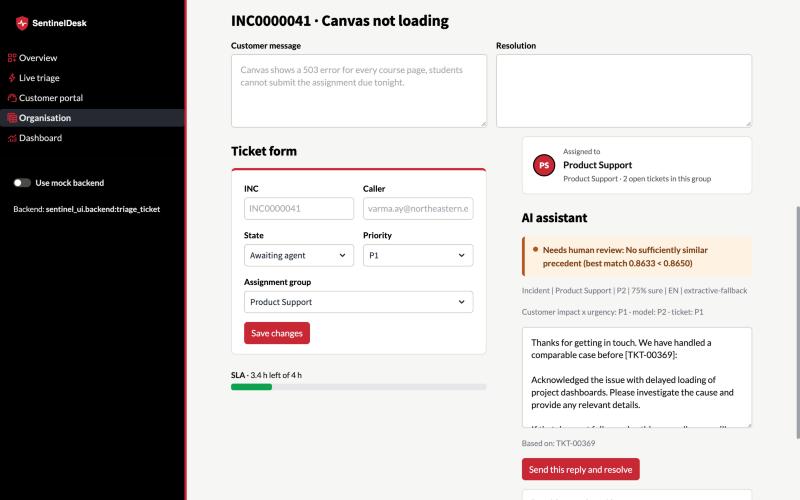 SentinelDesk
Overview
Live triage
Customer portal
Organisation
Dashboard
Use mock backend
Backend: sentinel_ui.backend:triage_ticket
INC0000041 · Canvas not loading
Customer message
Canvas shows a 503 error for every course page, students
cannot submit the assignment due tonight.
Resolution
Ticket form
INC
INC0000041
Caller
varma.ay@northeastern.e
State
Awaiting agent
Priority
P1
Assignment group
Product Support
Save changes
SLA · 3.4 h left of 4 h
PS
Assigned to
Product Support
Product Support · 2 open tickets in this group
AI assistant
Needs human review: No sufficiently similar
precedent (best match 0.8633 < 0.8650)
Incident | Product Support | P2 | 75% sure | EN | extractive-fallback
Customer impact x urgency: P1 · model: P2 · ticket: P1
Thanks for getting in touch. We have handled a
comparable case before [TKT-00369]:
Acknowledged the issue with delayed loading of
project dashboards. Please investigate the cause and
provide any relevant details.
Based on: TKT-00369
Send this reply and resolve